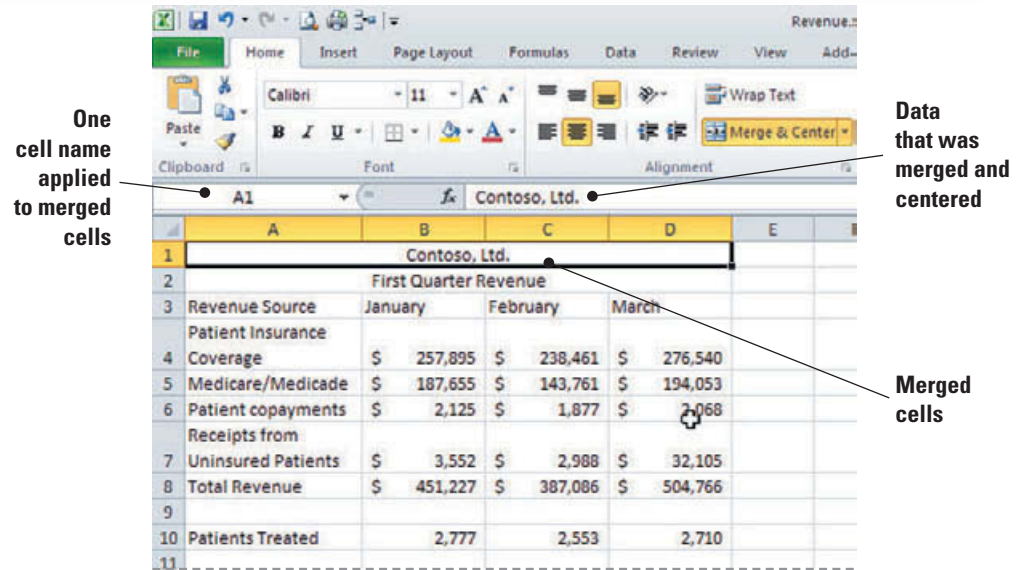 Revenue.
File Home Insert Page Layout Formulas Data Review View Add-
Calibri 11 A A Wrap Text
Paste B I U A Merge & Center
Clipboard Font Alignment
A1 fx Contoso, Ltd.
A B C D E
1 Contoso, Ltd.
2 First Quarter Revenue
3 Revenue Source January February March
Patient Insurance
4 Coverage $ 257,895 $ 238,461 $ 276,540
5 Medicare/Medicade $ 187,655 $ 143,761 $ 194,053
6 Patient copayments $ 2,125 $ 1,877 $ 2,068
Receipts from
7 Uninsured Patients $ 3,552 $ 2,988 $ 32,105
8 Total Revenue $ 451,227 $ 387,086 $ 504,766
9
10 Patients Treated 2,777 2,553 2,710
11
One
cell name
applied
to merged
cells
Data
that was
merged and
centered
Merged
cells